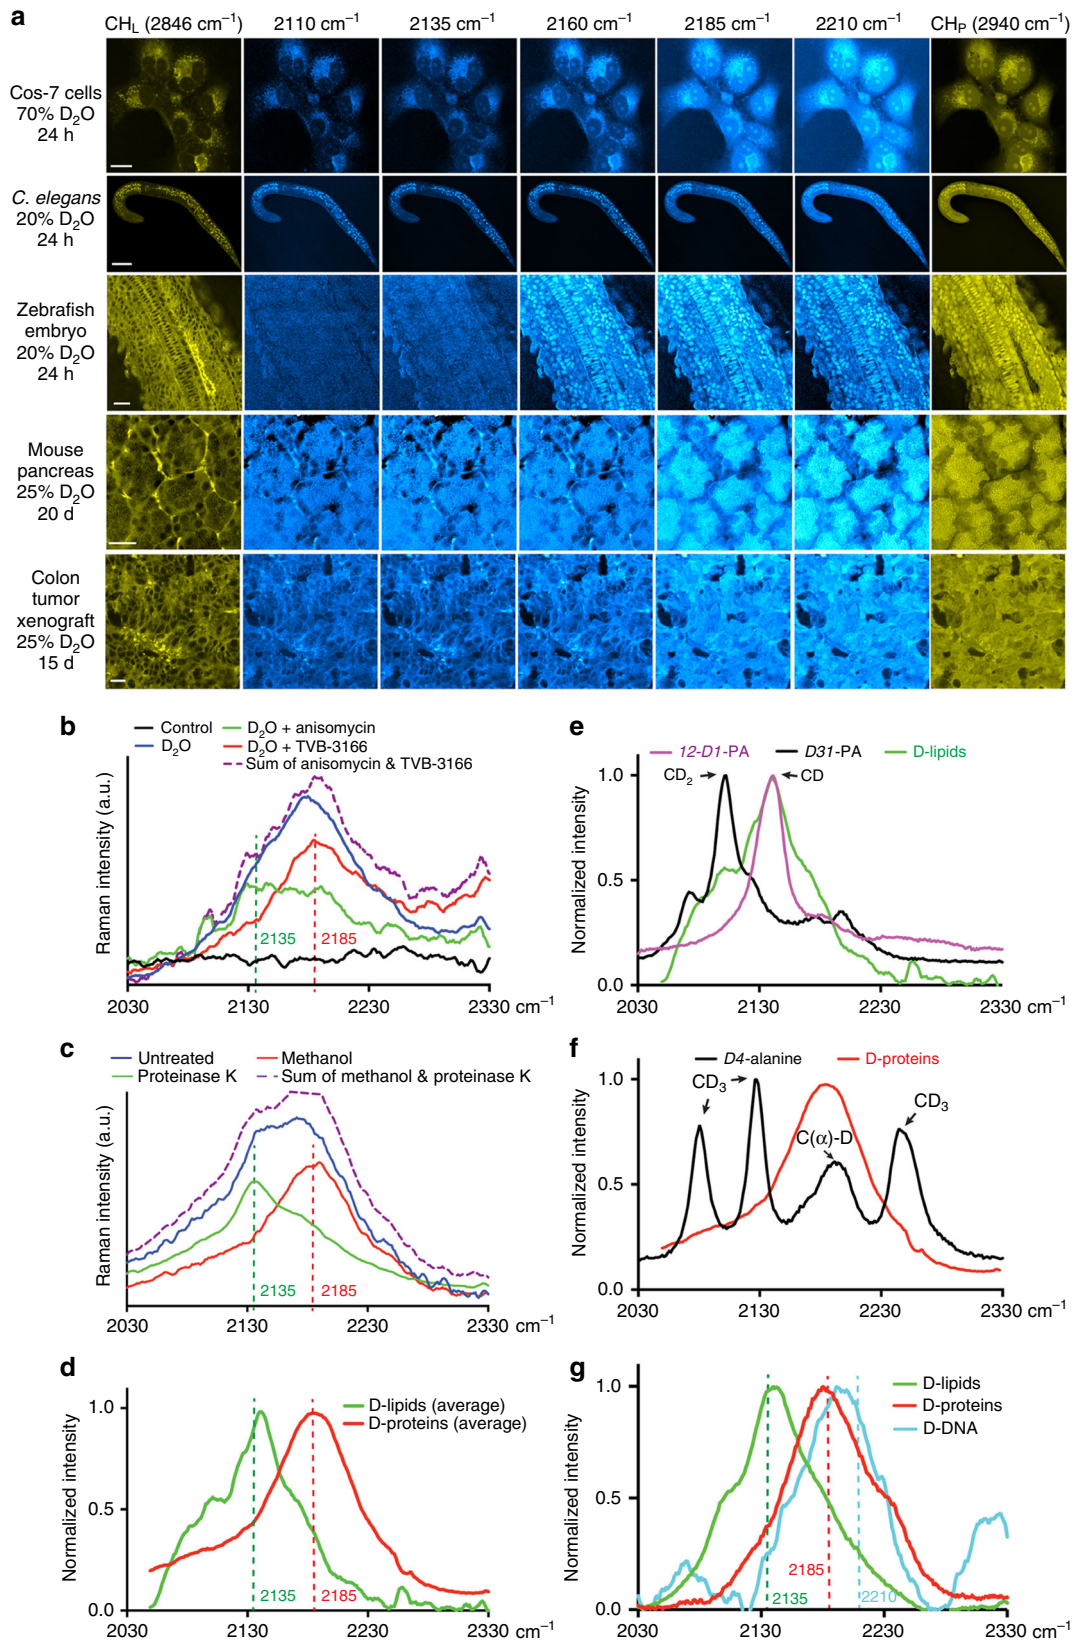 a
CHL (2846 cm–1)
2110 cm–1
2135 cm–1
2160 cm–1
2185 cm–1
2210 cm–1
CHP (2940 cm–1)
Cos-7 cells
70% D2O
24 h
C. elegans
20% D2O
24 h
Zebrafish
embryo
20% D2O
24 h
Mouse
pancreas
25% D2O
20 d
Colon
tumor
xenograft
25% D2O
15 d
b
Control
D2O
D2O + anisomycin
D2O + TVB-3166
Sum of anisomycin & TVB-3166
Raman intensity (a.u.)
2135
2185
2030
2130
2230
2330 cm–1
c
Untreated
Methanol
Proteinase K
Sum of methanol & proteinase K
Raman intensity (a.u.)
2135
2185
2030
2130
2230
2330 cm–1
d
D-lipids (average)
D-proteins (average)
Normalized intensity
1.0
0.5
0.0
2135
2185
2030
2130
2230
2330 cm–1
e
12-D1-PA
D31-PA
D-lipids
CD2
CD
Normalized intensity
1.0
0.5
0.0
2030
2130
2230
2330 cm–1
f
D4-alanine
D-proteins
CD3
C(α)-D
CD3
Normalized intensity
1.0
0.5
0.0
2030
2130
2230
2330 cm–1
g
D-lipids
D-proteins
D-DNA
Normalized intensity
1.0
0.5
0.0
2185
2135
2210
2030
2130
2230
2330 cm–1